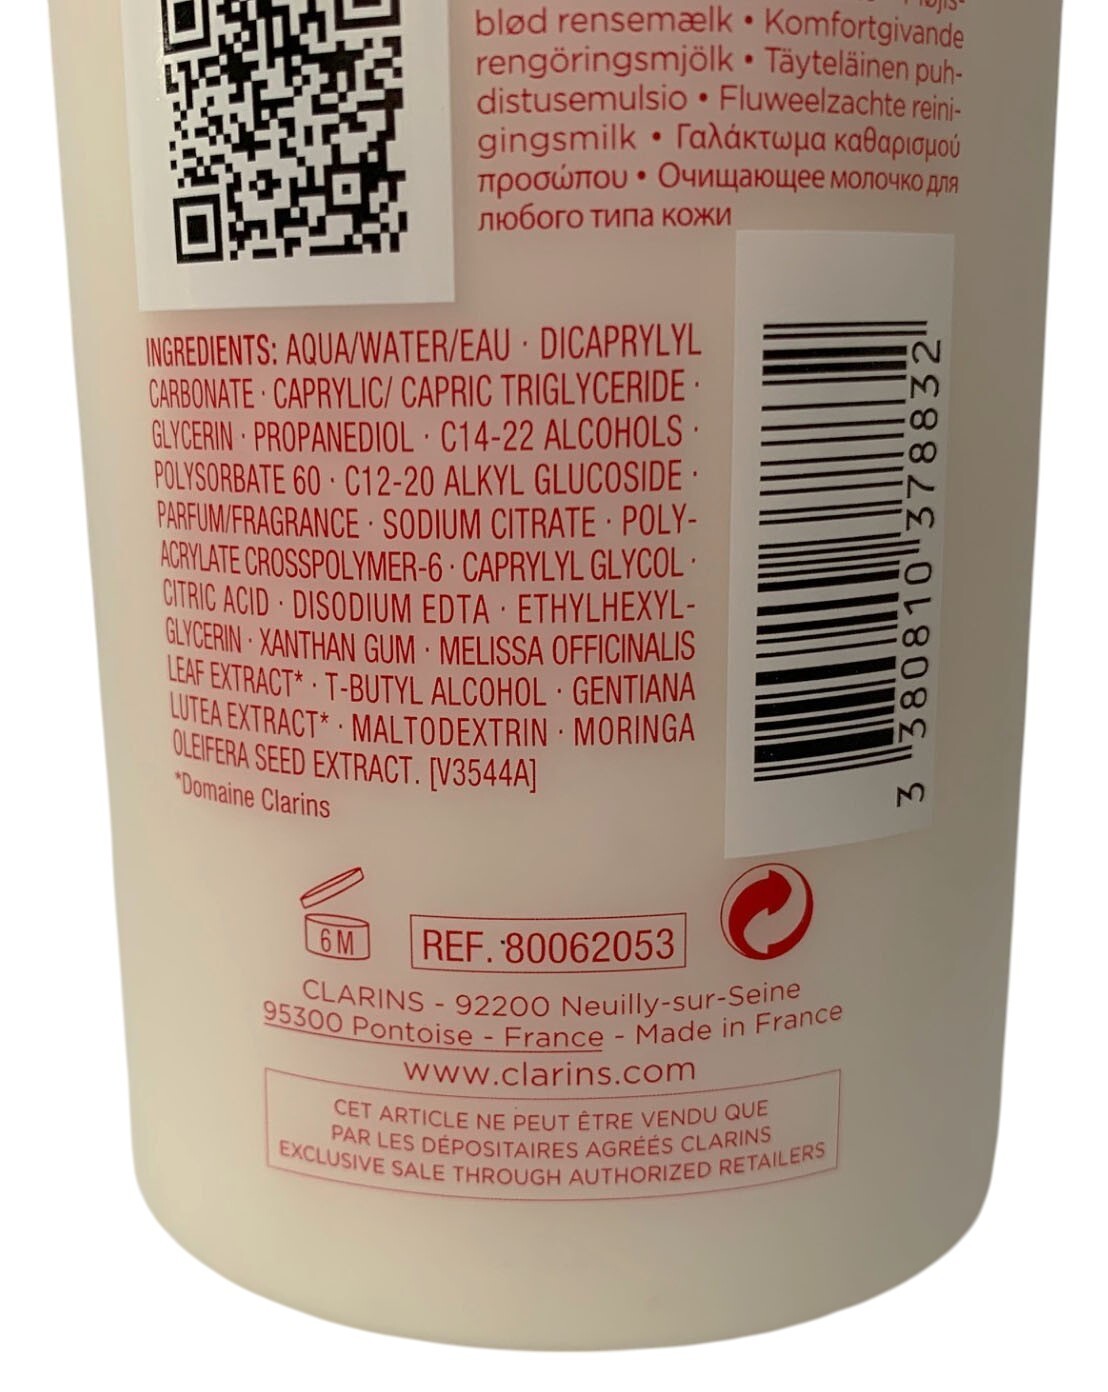 blød rensemælk • Komfortgivande
rengöringsmjölk • Täyteläinen puh-
distusemulsio • Fluweelzachte reini-
gingsmilk • Γαλάκτωμα καθαρισμού
προσώπου • Очищающее молочко для
любого типа кожи
INGREDIENTS: AQUA/WATER/EAU · DICAPRYLYL
CARBONATE · CAPRYLIC/ CAPRIC TRIGLYCERIDE ·
GLYCERIN · PROPANEDIOL · C14-22 ALCOHOLS ·
POLYSORBATE 60 · C12-20 ALKYL GLUCOSIDE ·
PARFUM/FRAGRANCE · SODIUM CITRATE · POLY-
ACRYLATE CROSSPOLYMER-6 · CAPRYLYL GLYCOL ·
CITRIC ACID · DISODIUM EDTA · ETHYLHEXYL-
GLYCERIN · XANTHAN GUM · MELISSA OFFICINALIS
LEAF EXTRACT* · T-BUTYL ALCOHOL · GENTIANA
LUTEA EXTRACT* · MALTODEXTRIN · MORINGA
OLEIFERA SEED EXTRACT. [V3544A]
*Domaine Clarins
3 380810 378832
6 M
REF. 80062053
CLARINS - 92200 Neuilly-sur-Seine
95300 Pontoise - France - Made in France
www.clarins.com
CET ARTICLE NE PEUT ÊTRE VENDU QUE
PAR LES DÉPOSITAIRES AGRÉÉS CLARINS
EXCLUSIVE SALE THROUGH AUTHORIZED RETAILERS